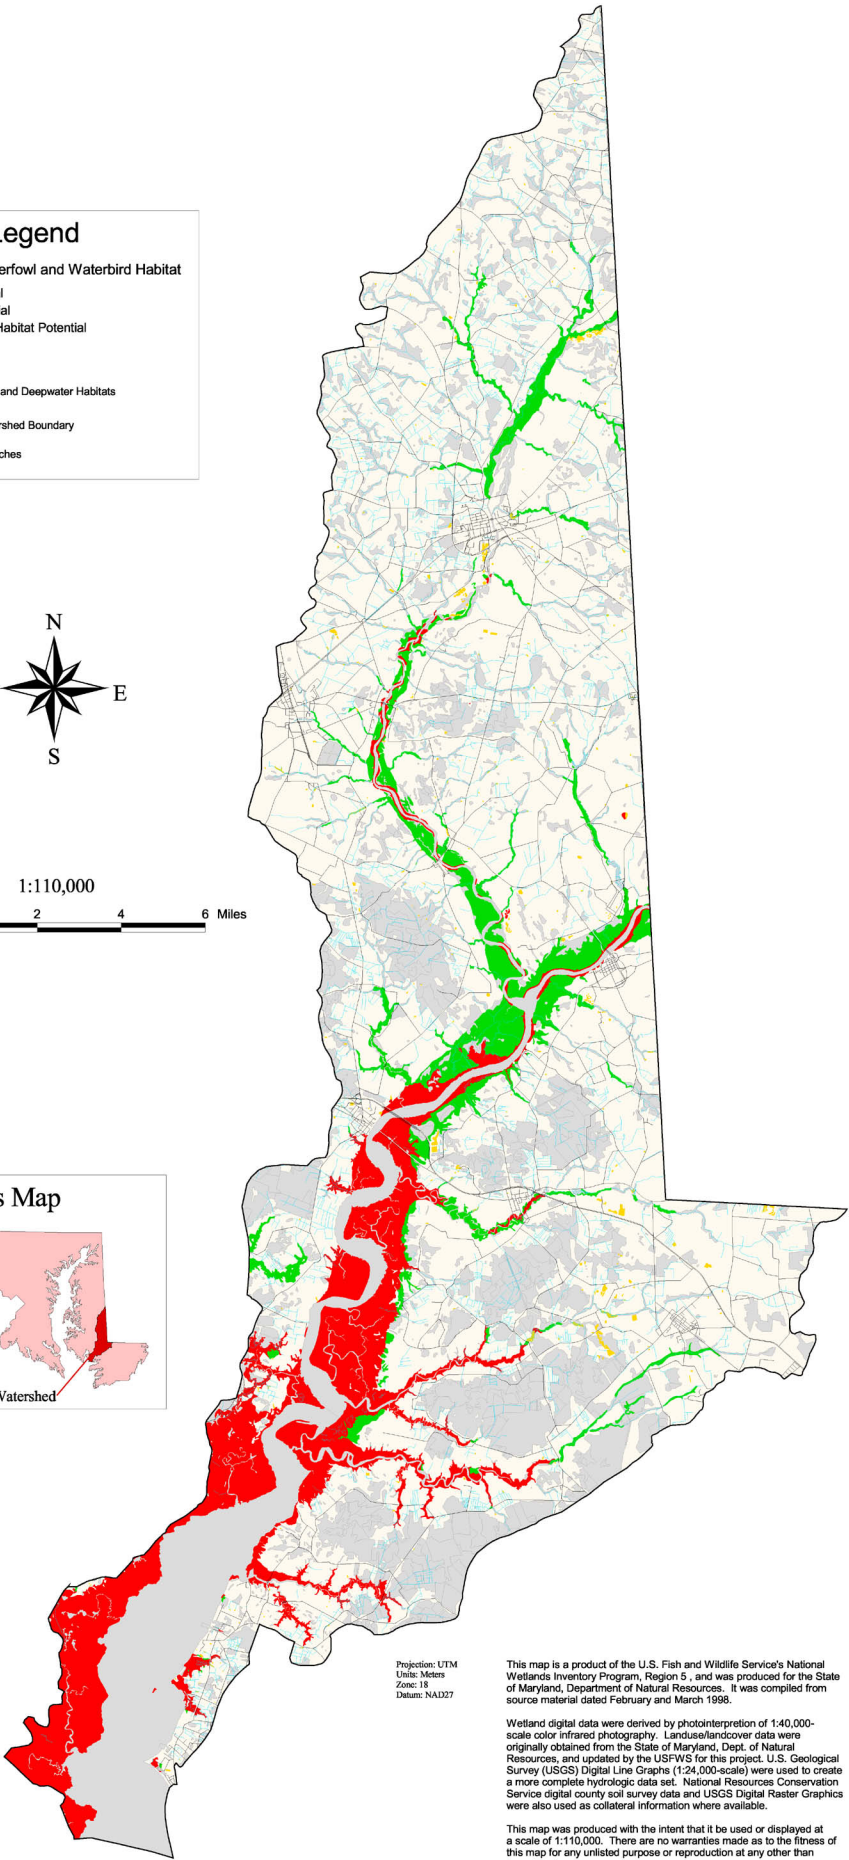 egend
erfowl and Waterbird Habitat
l
ial
Habitat Potential
and Deepwater Habitats
rshed Boundary
ches
N
E
S
1:110,000
2 4 6 Miles
s Map
Watershed
Projection: UTM
Units: Meters
Zone: 18
Datum: NAD27
This map is a product of the U.S. Fish and Wildlife Service's National
Wetlands Inventory Program, Region 5 , and was produced for the State
of Maryland, Department of Natural Resources. It was compiled from
source material dated February and March 1998.
Wetland digital data were derived by photointerpretion of 1:40,000-
scale color infrared photography. Landuse/landcover data were
originally obtained from the State of Maryland, Dept. of Natural
Resources, and updated by the USFWS for this project. U.S. Geological
Survey (USGS) Digital Line Graphs (1:24,000-scale) were used to create
a more complete hydrologic data set. National Resources Conservation
Service digital county soil survey data and USGS Digital Raster Graphics
were also used as collateral information where available.
This map was produced with the intent that it be used or displayed at
a scale of 1:110,000. There are no warranties made as to the fitness of
this map for any unlisted purpose or reproduction at any other than